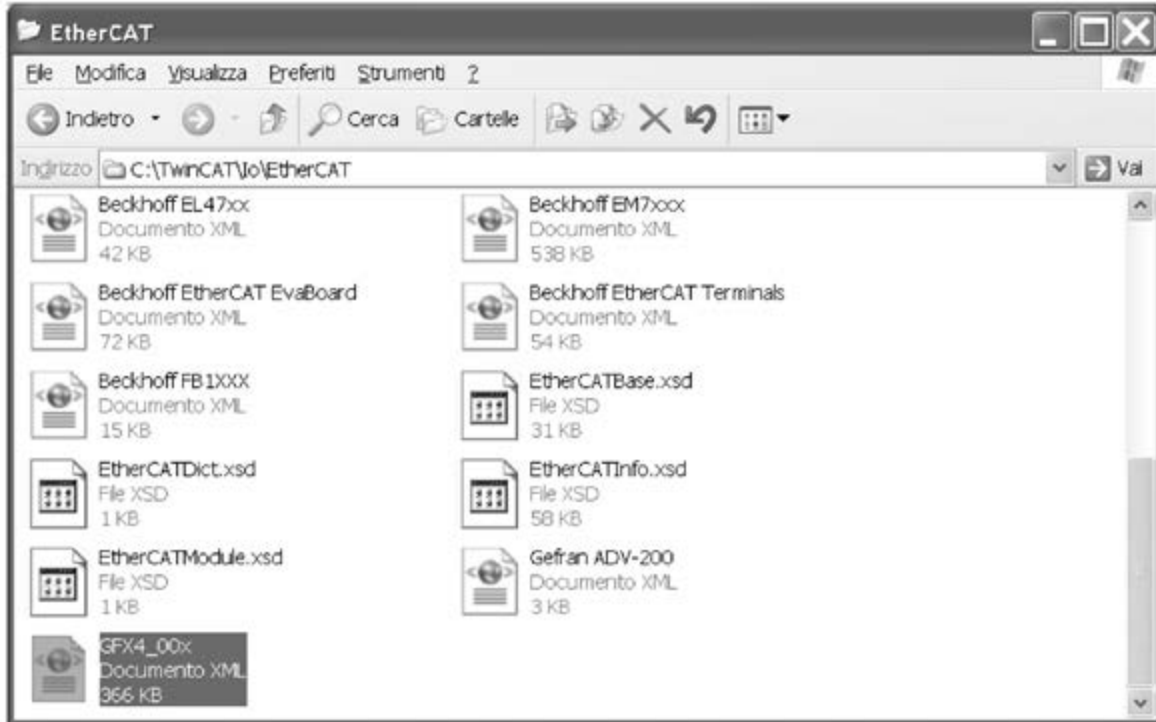 EtherCAT
File Modifica Visualizza Preferiti Strumenti ?
Indietro Cerca Cartelle
Indirizzo C:\TwinCAT\Io\EtherCAT Vai
Beckhoff EL47xx
Documento XML
42 KB
Beckhoff EM7xxx
Documento XML
538 KB
Beckhoff EtherCAT EvaBoard
Documento XML
72 KB
Beckhoff EtherCAT Terminals
Documento XML
54 KB
Beckhoff FB1XXX
Documento XML
15 KB
EtherCATBase.xsd
File XSD
31 KB
EtherCATDict.xsd
File XSD
1 KB
EtherCATInfo.xsd
File XSD
58 KB
EtherCATModule.xsd
File XSD
1 KB
Gefran ADV-200
Documento XML
3 KB
GFX4_00x
Documento XML
366 KB